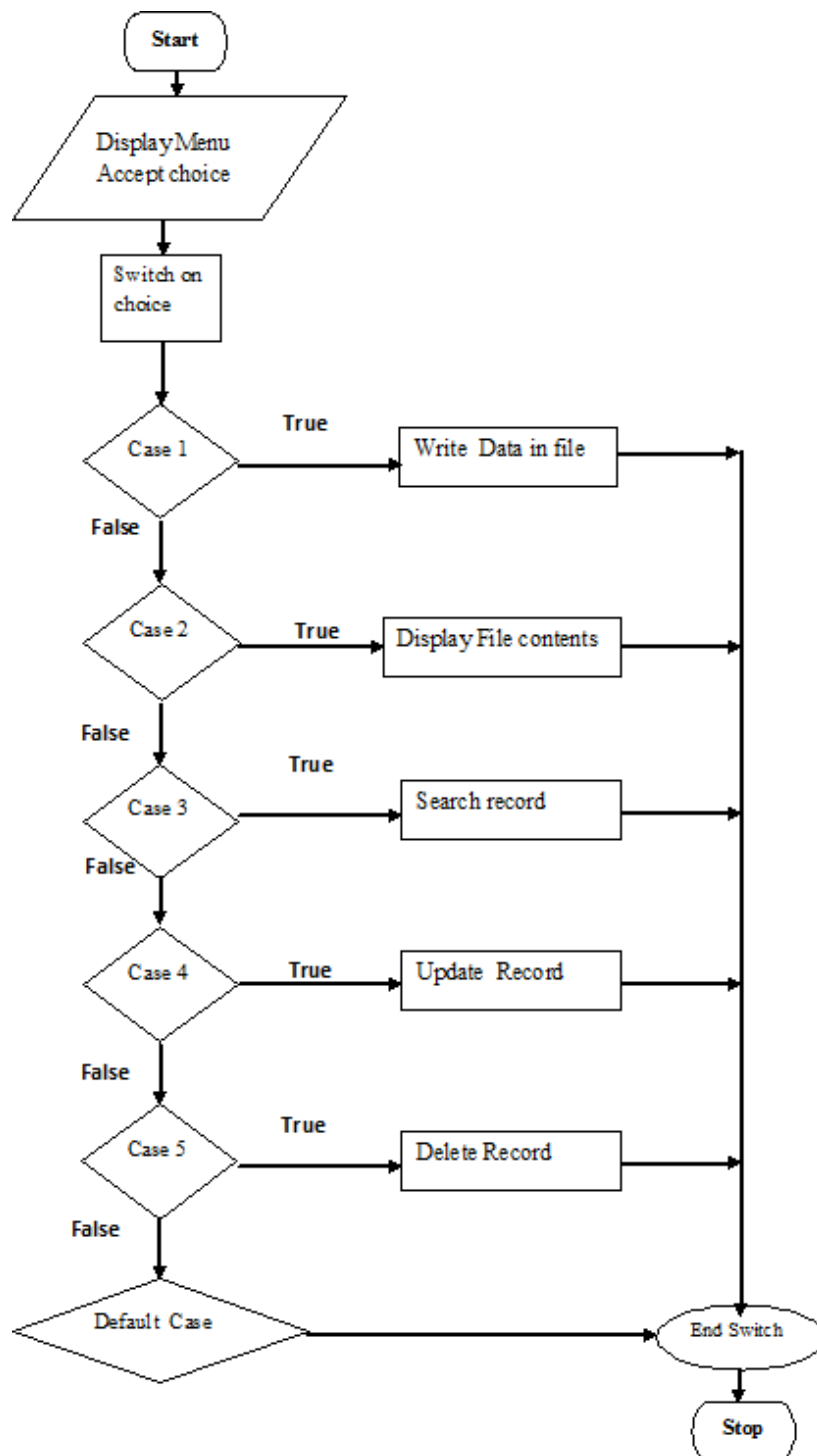 Start
Display Menu
Accept choice
Switch on
choice
True
Case 1
Write Data in file
False
Case 2
True
Display File contents
False
True
Case 3
Search record
False
Case 4
True
Update Record
False
True
Case 5
Delete Record
False
Default Case
End Switch
Stop